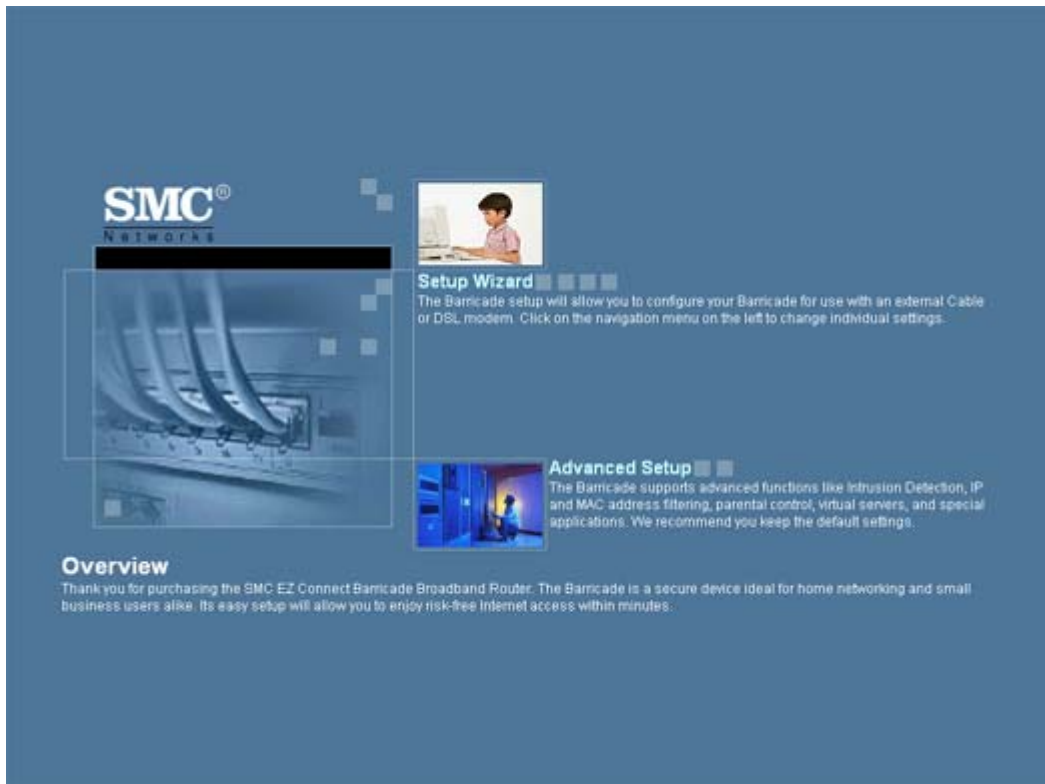 SMC®
Networks
Setup Wizard
The Barricade setup will allow you to configure your Barricade for use with an external Cable
or DSL modem. Click on the navigation menu on the left to change individual settings.
Advanced Setup
The Barricade supports advanced functions like Intrusion Detection, IP
and MAC address filtering, parental control, virtual servers, and special
applications. We recommend you keep the default settings.
Overview
Thank you for purchasing the SMC EZ Connect Barricade Broadband Router. The Barricade is a secure device ideal for home networking and small
business users alike. Its easy setup will allow you to enjoy risk-free Internet access within minutes.